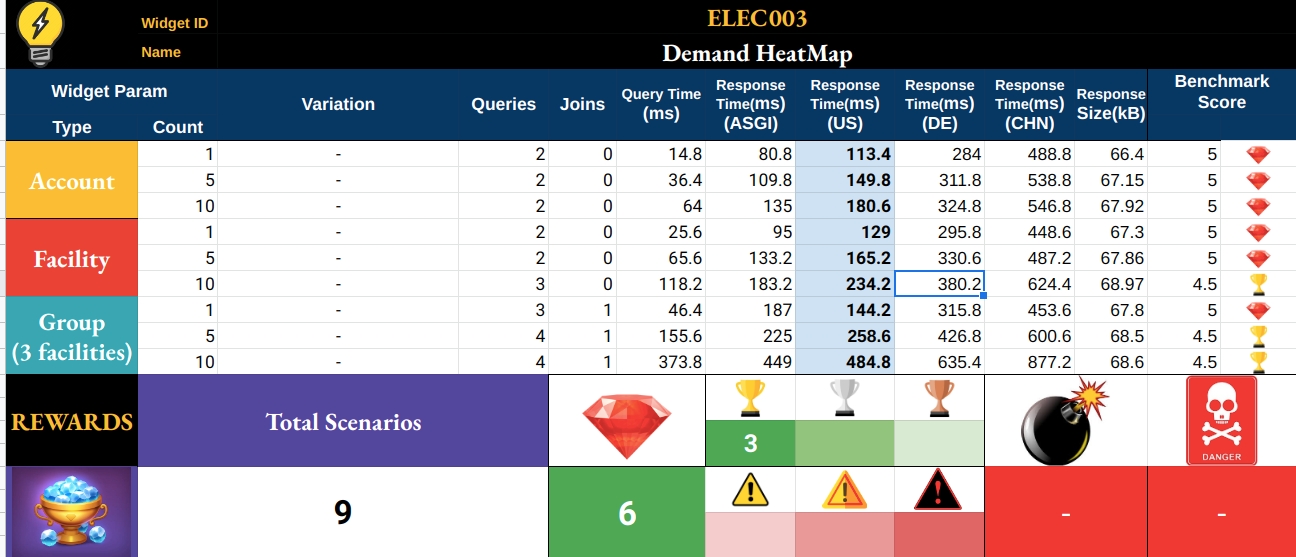 Widget ID ELEC003
Name Demand HeatMap
Widget Param Variation Queries Joins Query Time (ms) Response Time(ms) (ASGI) Response Time(ms) (US) Response Time(ms) (DE) Response Time(ms) (CHN) Response Size(kB) Benchmark Score
Type Count
Account
1 - 2 0 14.8 80.8 113.4 284 488.8 66.4 5
5 - 2 0 36.4 109.8 149.8 311.8 538.8 67.15 5
10 - 2 0 64 135 180.6 324.8 546.8 67.92 5
Facility
1 - 2 0 25.6 95 129 295.8 448.6 67.3 5
5 - 2 0 65.6 133.2 165.2 330.6 487.2 67.86 5
10 - 3 0 118.2 183.2 234.2 380.2 624.4 68.97 4.5
Group
(3 facilities)
1 - 3 1 46.4 187 144.2 315.8 453.6 67.8 5
5 - 4 1 155.6 225 258.6 426.8 600.6 68.5 4.5
10 - 4 1 373.8 449 484.8 635.4 877.2 68.6 4.5
REWARDS Total Scenarios
3
DANGER
9 6 - -